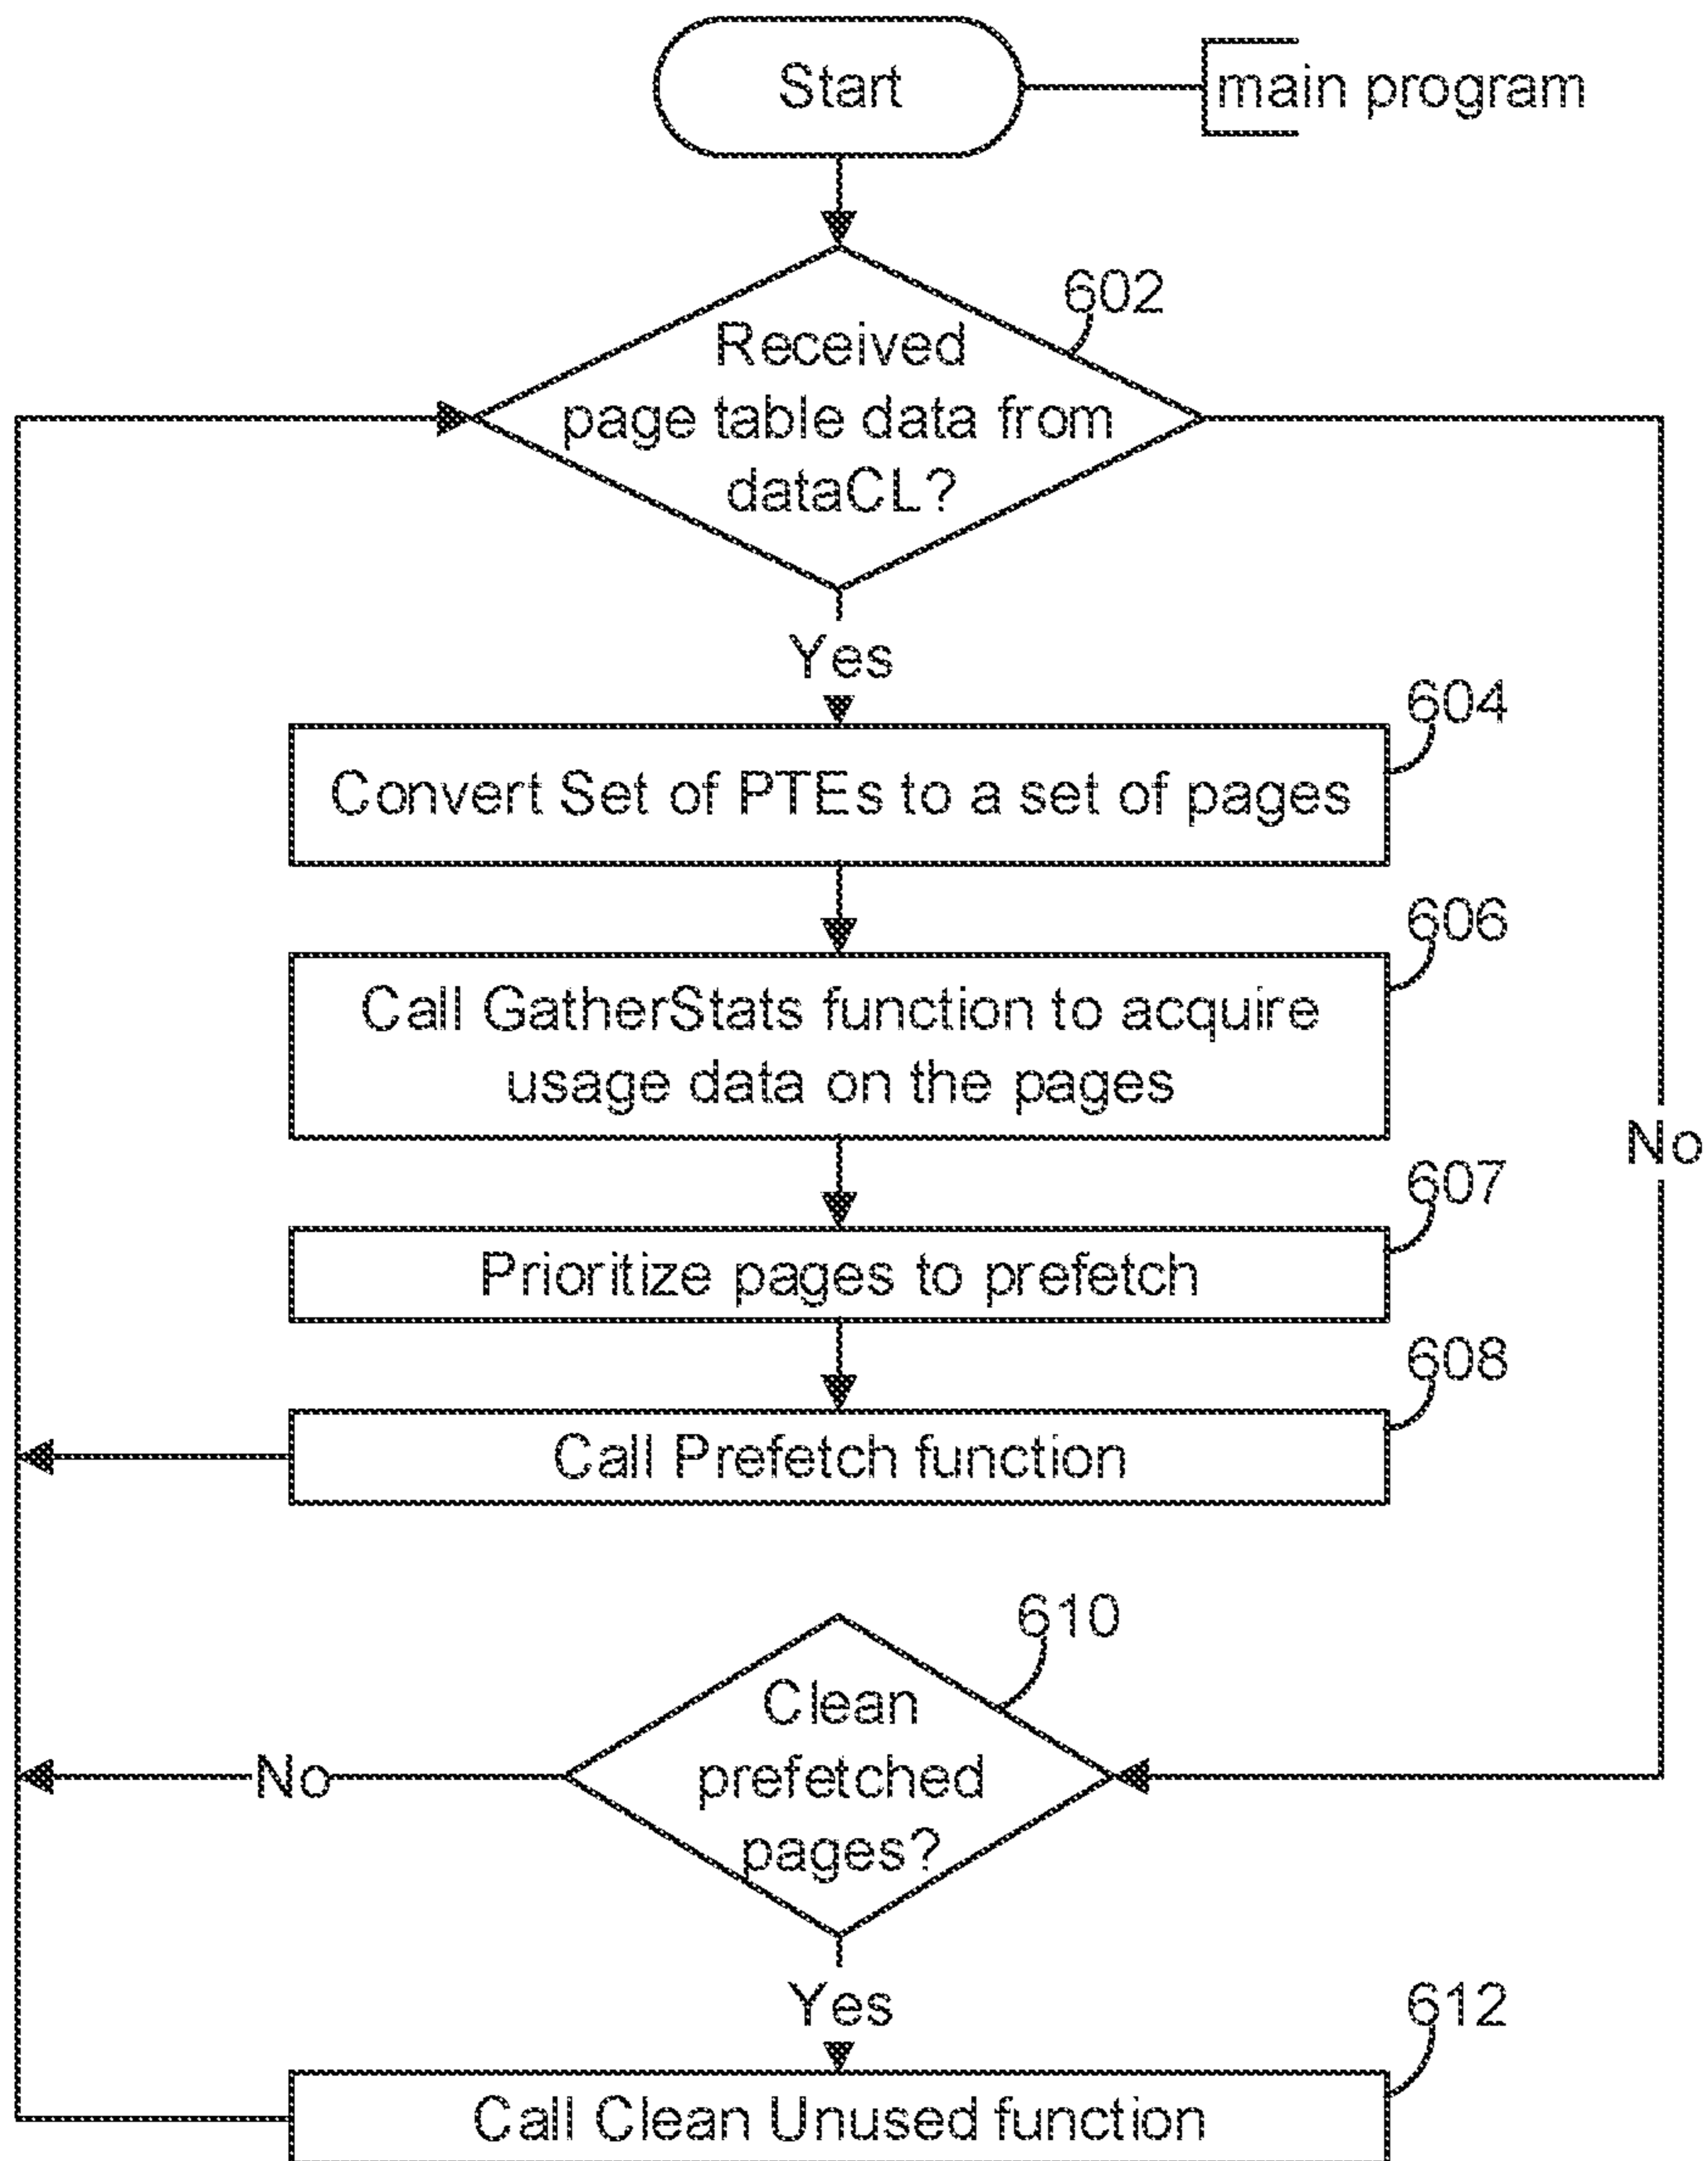 Start
main program
602
Received
page table data from
dataCL?
Yes
604
Convert Set of PTEs to a set of pages
606
Call GatherStats function to acquire
usage data on the pages
No
607
Prioritize pages to prefetch
608
Call Prefetch function
610
Clean
prefetched
pages?
No
Yes
612
Call Clean Unused function